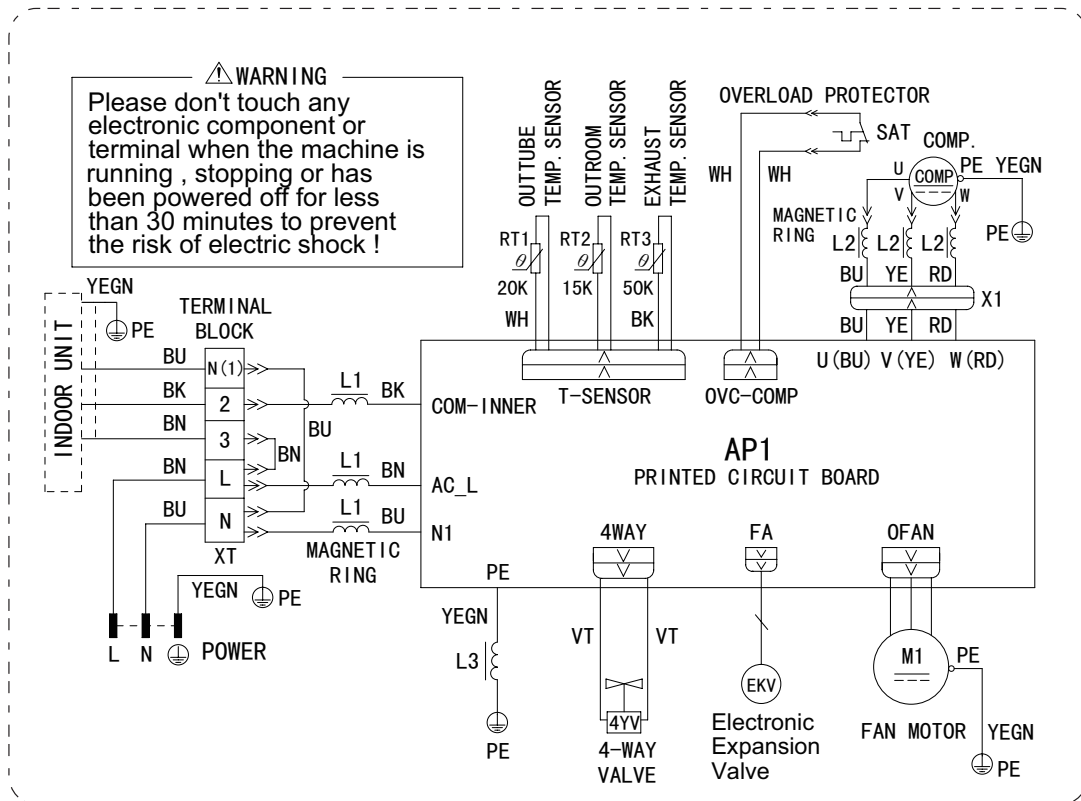 WARNING
Please don't touch any
electronic component or
terminal when the machine is
running , stopping or has
been powered off for less
than 30 minutes to prevent
the risk of electric shock !
OUTTUBE
TEMP. SENSOR
OUTROOM
TEMP. SENSOR
EXHAUST
TEMP. SENSOR
OVERLOAD PROTECTOR
SAT
WH
WH
COMP.
U
COMP
PE YEGN
V
W
MAGNETIC
RING
L2 L2 L2
PE
BU YE RD
X1
BU YE RD
RT1 RT2 RT3
θ θ θ
20K 15K 50K
WH BK
YEGN
PE
TERMINAL
BLOCK
INDOOR UNIT
BU
N(1)
BK
2
L1
BK
COM-INNER
BN
3
BU
BN
BN
L
L1
BN
AC_L
BU
N
L1
BU
N1
XT
MAGNETIC
RING
T-SENSOR
OVC-COMP
U(BU) V(YE) W(RD)
AP1
PRINTED CIRCUIT BOARD
4WAY
FA
OFAN
PE
YEGN
PE
L N POWER
YEGN
L3
PE
VT VT
4YV
4-WAY
VALVE
EKV
Electronic
Expansion
Valve
M1
PE
FAN MOTOR
YEGN
PE